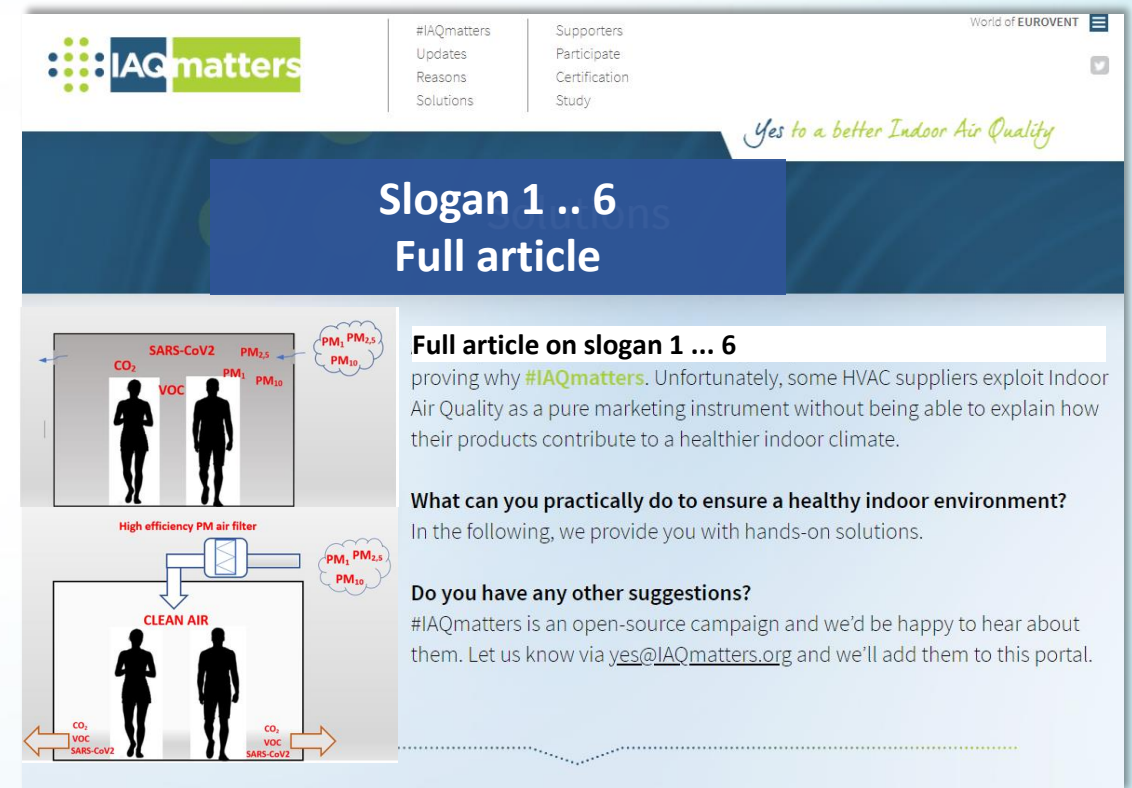 IAQmatters
#IAQmatters
Updates
Reasons
Solutions
Supporters
Participate
Certification
Study
World of EUROVENT
Yes to a better Indoor Air Quality
Solutions
Slogan 1 .. 6
Full article
SARS-CoV2
CO₂
VOC
PM₂,₅
PM₁
PM₁₀
PM₁ PM₂,₅
PM₁₀
Full article on slogan 1 ... 6
proving why #IAQmatters. Unfortunately, some HVAC suppliers exploit Indoor
Air Quality as a pure marketing instrument without being able to explain how
their products contribute to a healthier indoor climate.
What can you practically do to ensure a healthy indoor environment?
In the following, we provide you with hands-on solutions.
Do you have any other suggestions?
#IAQmatters is an open-source campaign and we'd be happy to hear about
them. Let us know via yes@IAQmatters.org and we'll add them to this portal.
High efficiency PM air filter
PM₁ PM₂,₅
PM₁₀
CLEAN AIR
CO₂
VOC
SARS-CoV2
CO₂
VOC
SARS-CoV2